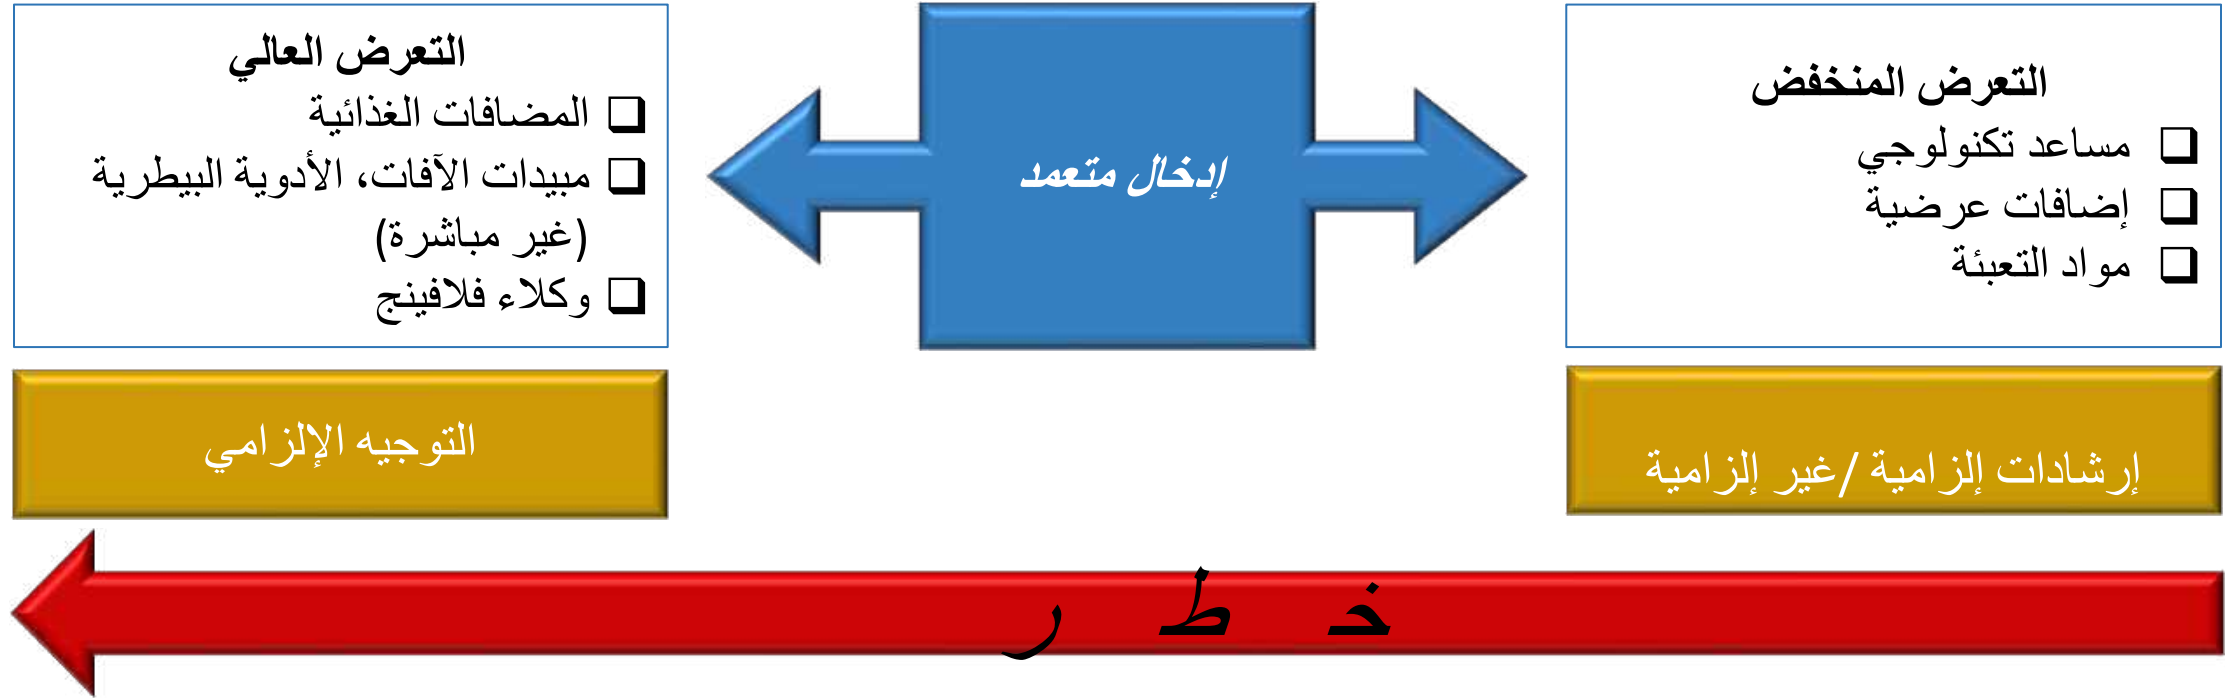 التعرض المنخفض
❑ مساعد تكنولوجي
❑ إضافات عرضية
❑ مواد التعبئة
إدخال متعمد
التعرض العالي
❑ المضافات الغذائية
❑ مبيدات الآفات، الأدوية البيطرية
(غير مباشرة)
❑ وكلاء فلافينج
إرشادات إلزامية /غير إلزامية
التوجيه الإلزامي
خطر